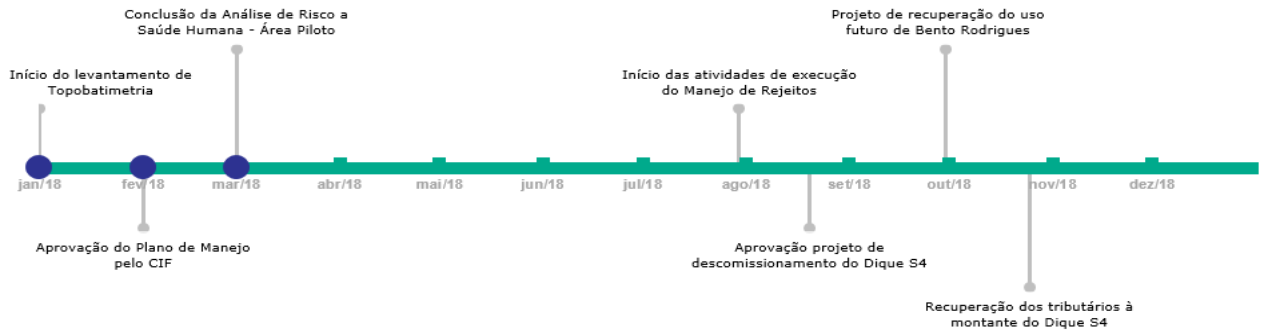 Conclusão da Análise de Risco a
Saúde Humana - Área Piloto
Projeto de recuperação do uso
futuro de Bento Rodrigues
Início do levantamento de
Topobatimetria
Início das atividades de execução
do Manejo de Rejeitos
jan/18 fev/18 mar/18 abr/18 mai/18 jun/18 jul/18 ago/18 set/18 out/18 nov/18 dez/18
Aprovação do Plano de Manejo
pelo CIF
Aprovação projeto de
descomissionamento do Dique S4
Recuperação dos tributários à
montante do Dique S4